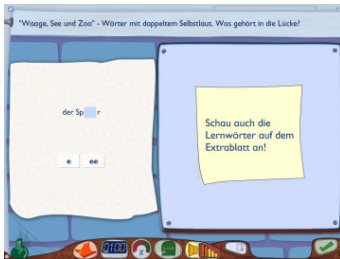 "Waage, See und Zoo" - Wörter mit doppeltem Selbstlaut. Was gehört in die Lücke?
der Sp r
e ee
Schau auch die
Lernwörter auf dem
Extrablatt an!